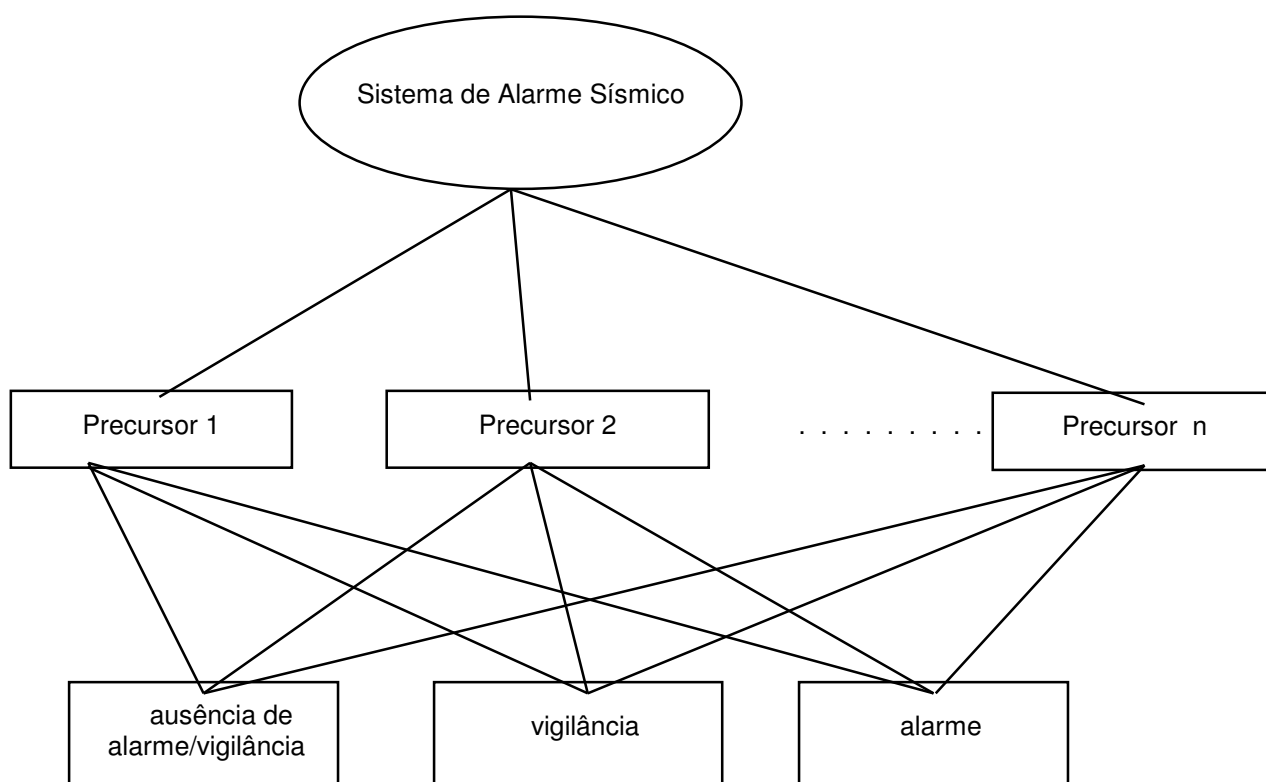 Sistema de Alarme Sísmico
Precursor 1
Precursor 2
. . . . . . . . .
Precursor n
ausência de
alarme/vigilância
vigilância
alarme